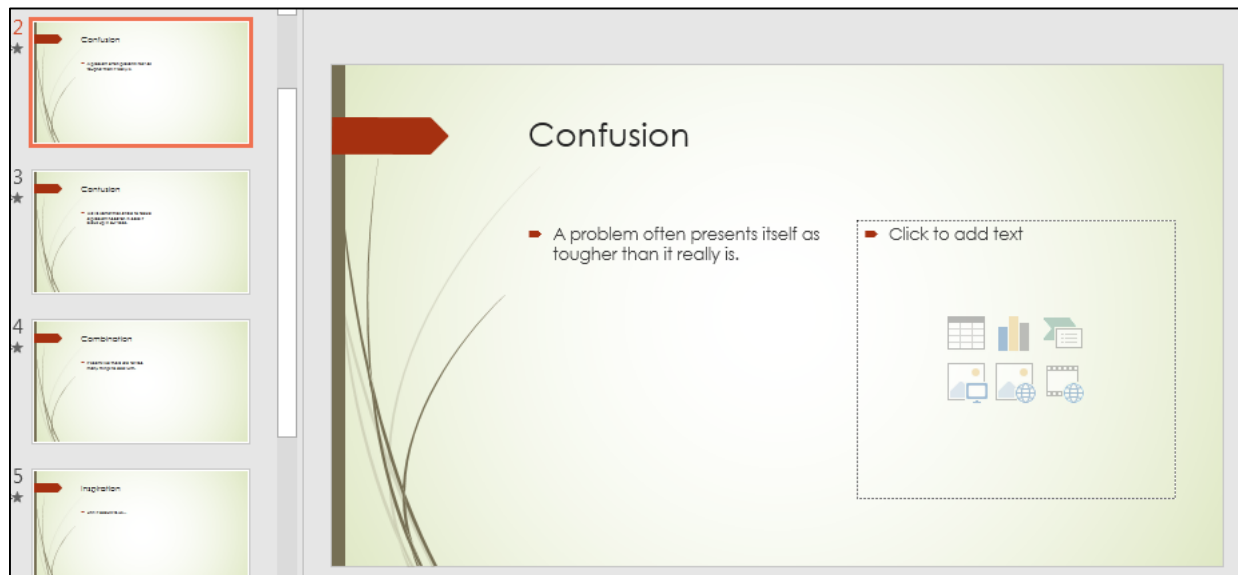 2
Confusion
3
Confusion
4
Combination
5
Inspiration
Confusion
A problem often presents itself as
tougher than it really is.
Click to add text